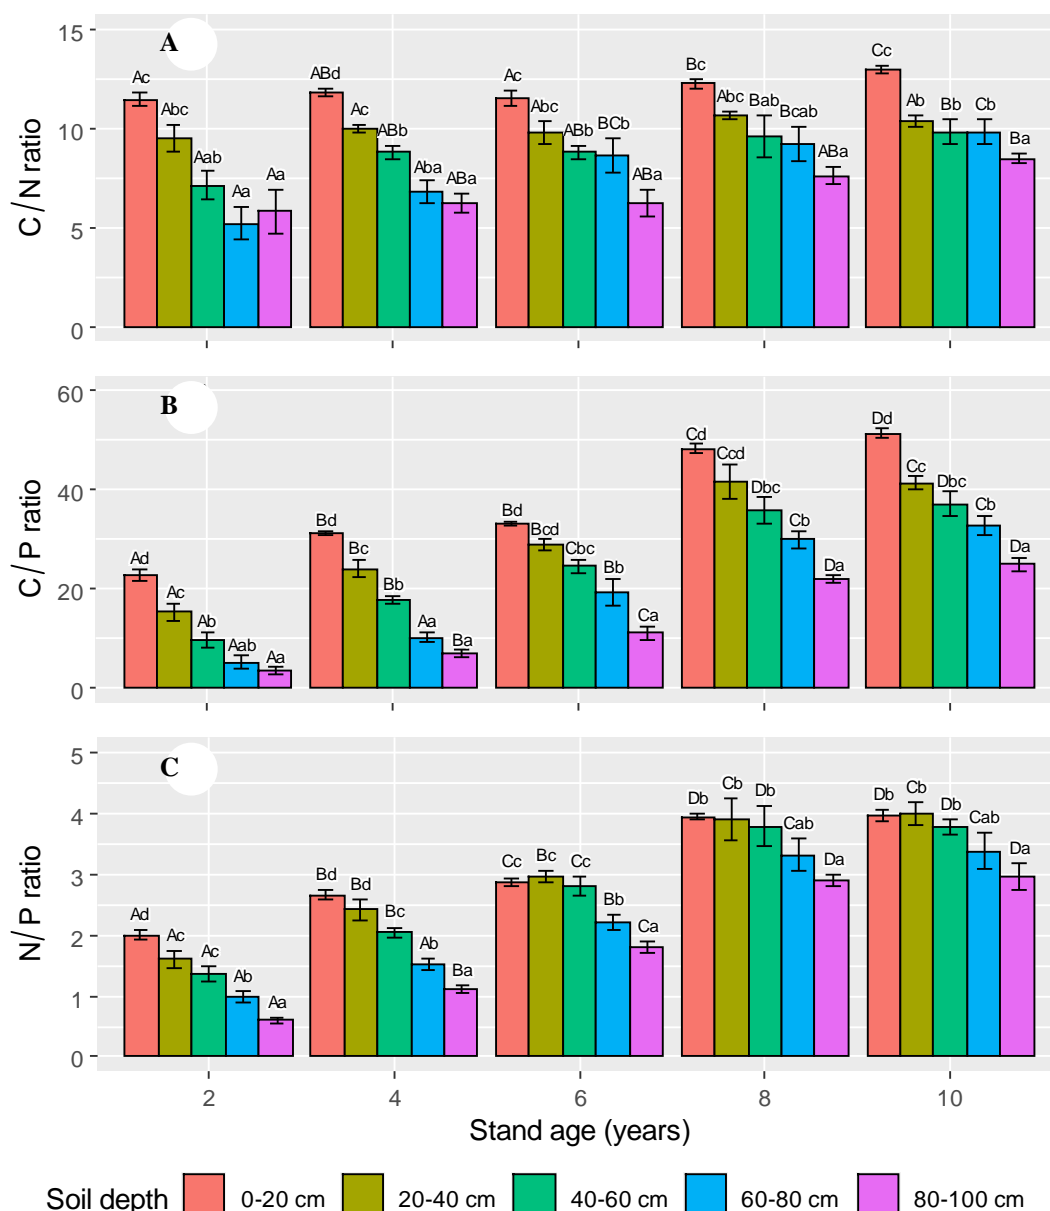 A
15
10
5
0
C/N ratio
Ac Abc Aab Aa Aa
ABd Ac ABb Aba ABa
Ac Abc ABb BCb ABa
Bc Abc Bab Bcab ABa
Cc Ab Bb Cb Ba
B
60
40
20
0
C/P ratio
Ad Ac Ab Aab Aa
Bd Bc Bb Aa Ba
Bd Bcd Cbc Bb Ca
Cd Ccd Dbc Cb Da
Dd Cc Dbc Cb Da
C
5
4
3
2
1
0
N/P ratio
Ad Ac Ac Ab Aa
Bd Bd Bc Ab Ba
Cc Bc Cc Bb Ca
Db Cb Db Cab Da
Db Cb Db Cab Da
2 4 6 8 10
Stand age (years)
Soil depth 0-20 cm 20-40 cm 40-60 cm 60-80 cm 80-100 cm